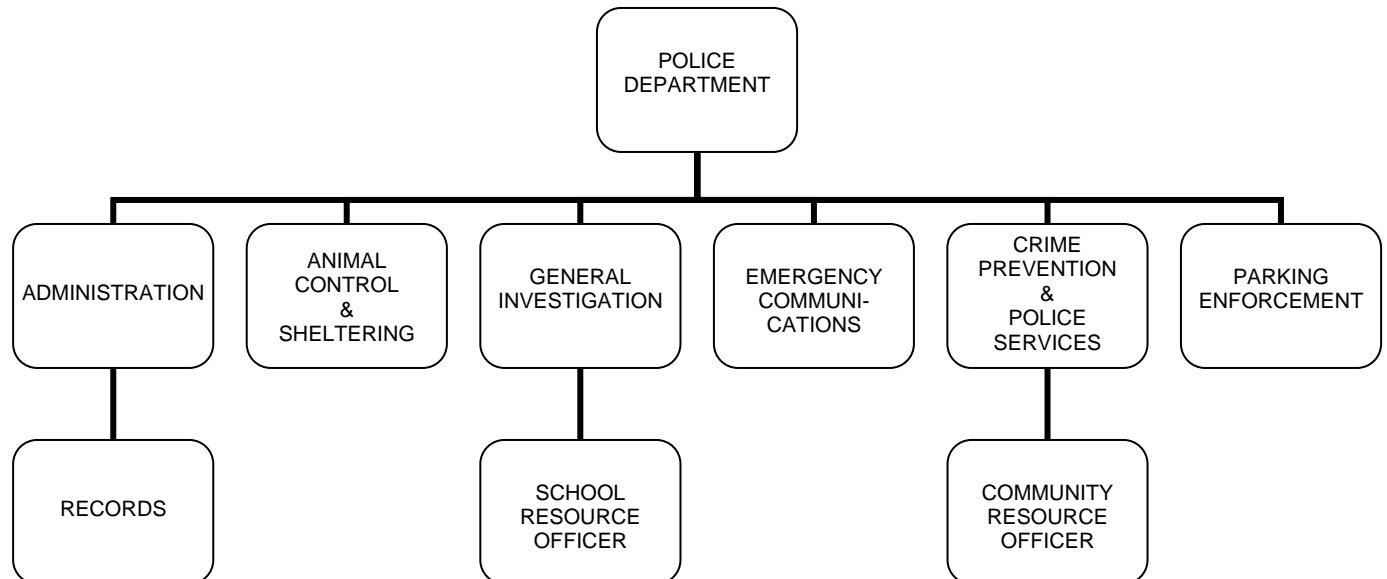 POLICE
DEPARTMENT
ADMINISTRATION
ANIMAL
CONTROL
&
SHELTERING
GENERAL
INVESTIGATION
EMERGENCY
COMMUNI-
CATIONS
CRIME
PREVENTION
&
POLICE
SERVICES
PARKING
ENFORCEMENT
RECORDS
SCHOOL
RESOURCE
OFFICER
COMMUNITY
RESOURCE
OFFICER